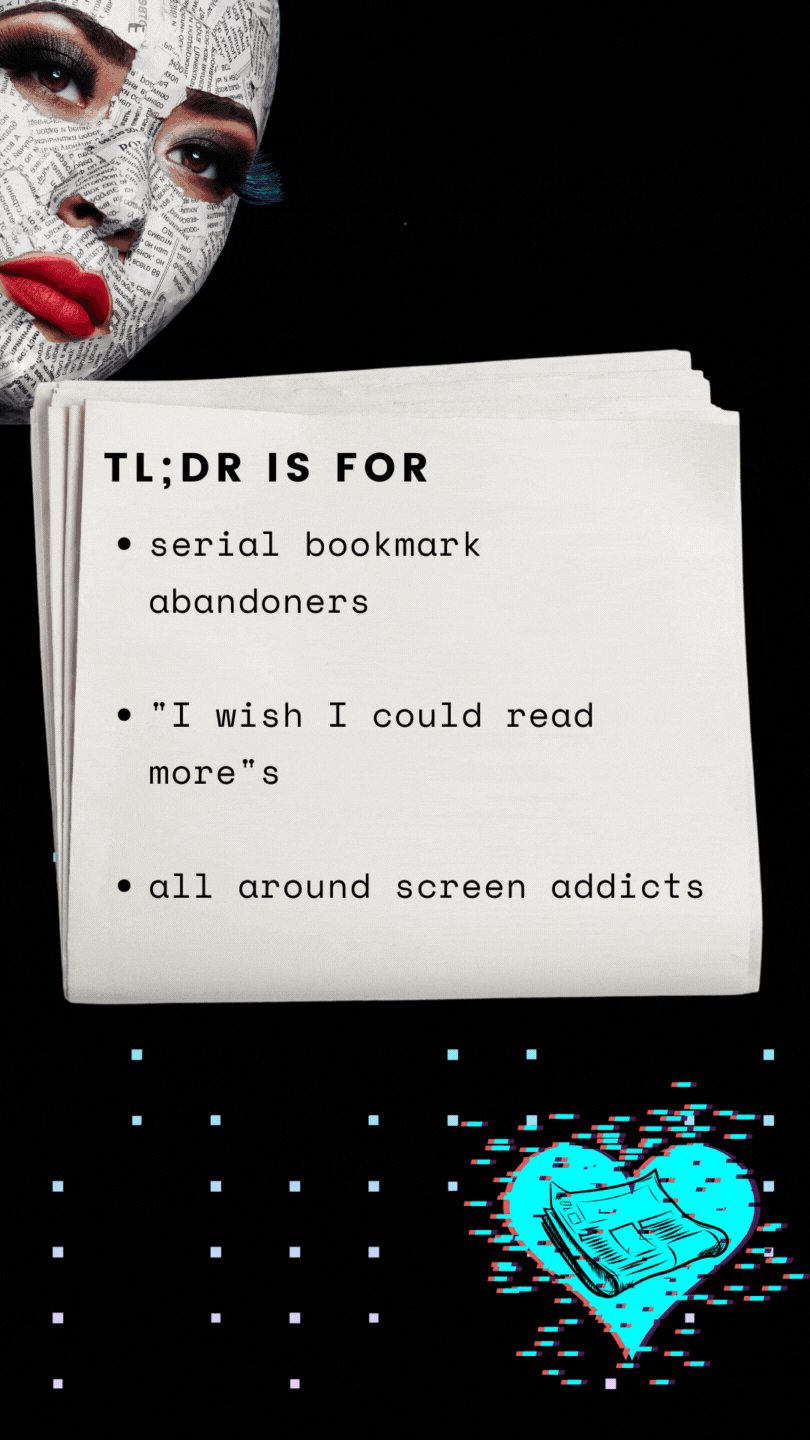 TL;DR IS FOR
• serial bookmark
abandoners
• "I wish I could read
more"s
• all around screen addicts